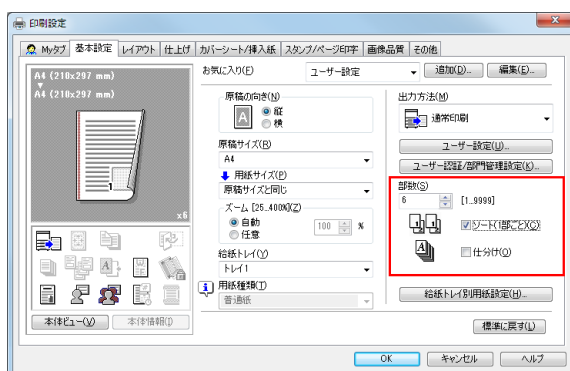 印刷設定
Myタブ 基本設定 レイアウト 仕上げ カバーシート/挿入紙 スタンプ/ページ印字 画像品質 その他
A4 (210x297 mm)
A4 (210x297 mm)
1
x6
本体ビュー(V) 本体情報(I)
お気に入り(F) ユーザー設定 追加(D)... 編集(E)...
原稿の向き(N)
A
縦
横
原稿サイズ(R)
A4
用紙サイズ(P)
原稿サイズと同じ
ズーム [25..400%](Z)
自動
任意
100 %
給紙トレイ(Y)
トレイ1
用紙種類(T)
普通紙
出力方法(M)
通常印刷
ユーザー設定(U)...
ユーザー認証/部門管理設定(K)...
部数(S)
6 [1..9999]
ソート(1部ごと)(O)
仕分け(Q)
給紙トレイ別用紙設定(H)...
標準に戻す(L)
OK キャンセル ヘルプ